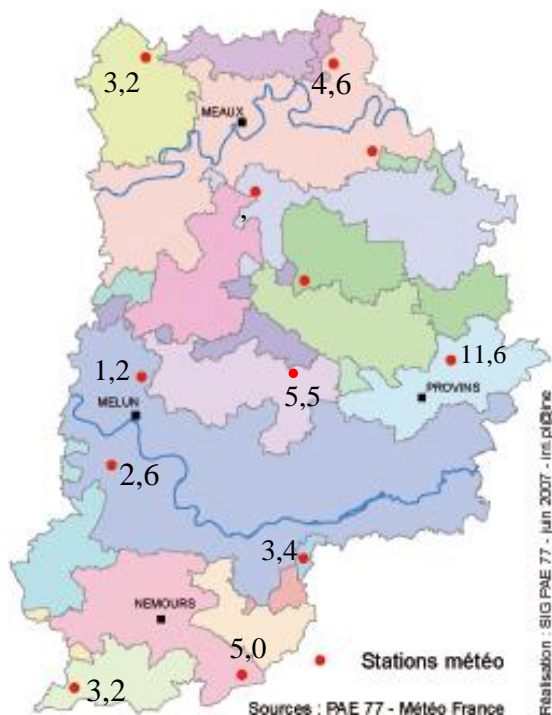 3,2
4,6
MEAUX
,
11,6
1,2
5,5
PROVINS
MELUN
2,6
3,4
NEMOURS
5,0
Stations météo
3,2
Sources : PAE 77 - Météo France
Réalisation : SIG PAE 77 - juin 2007 -